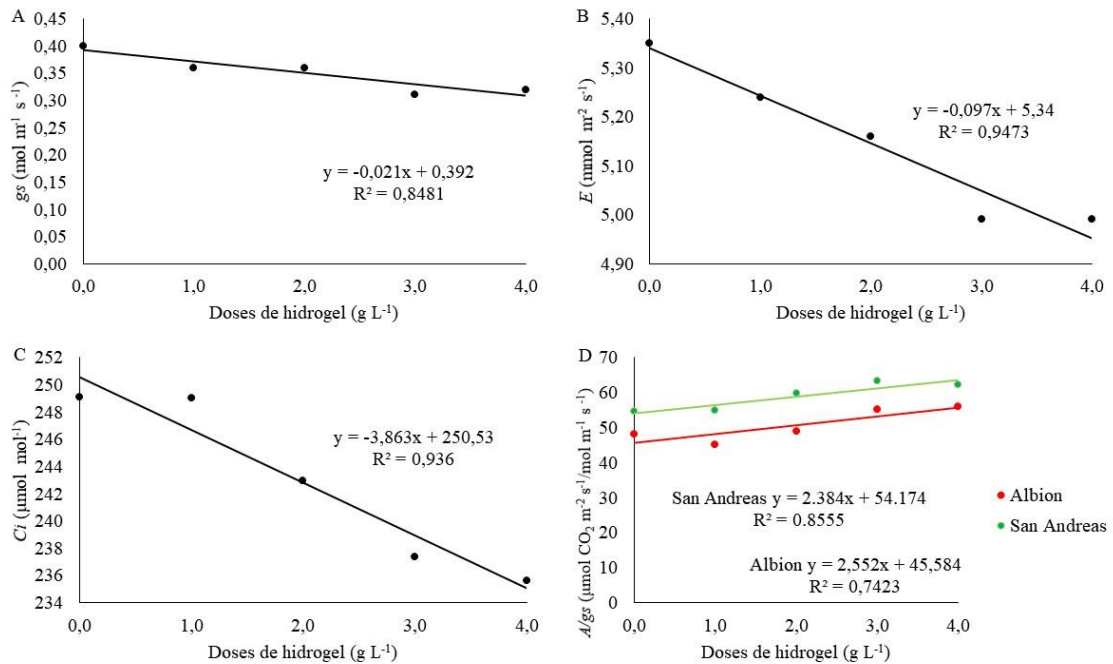 A
0,45
0,40
0,35
0,30
0,25
0,20
0,15
0,10
0,05
0,00
gs (mol m⁻¹ s⁻¹)
y = -0,021x + 0,392
R² = 0,8481
0,0 1,0 2,0 3,0 4,0
Doses de hidrogel (g L⁻¹)
B
5,40
5,30
5,20
5,10
5,00
4,90
E (mmol m⁻² s⁻¹)
y = -0,097x + 5,34
R² = 0,9473
0,0 1,0 2,0 3,0 4,0
Doses de hidrogel (g L⁻¹)
C
252
250
248
246
244
242
240
238
236
234
Ci (µmol mol⁻¹)
y = -3,863x + 250,53
R² = 0,936
0,0 1,0 2,0 3,0 4,0
Doses de hidrogel (g L⁻¹)
D
70
60
50
40
30
20
10
0
A/gs (µmol CO₂ m⁻² s⁻¹/mol m⁻¹ s⁻¹)
San Andreas y = 2.384x + 54.174
R² = 0.8555
Albion y = 2,552x + 45,584
R² = 0,7423
Albion
San Andreas
0,0 1,0 2,0 3,0 4,0
Doses de hidrogel (g L⁻¹)